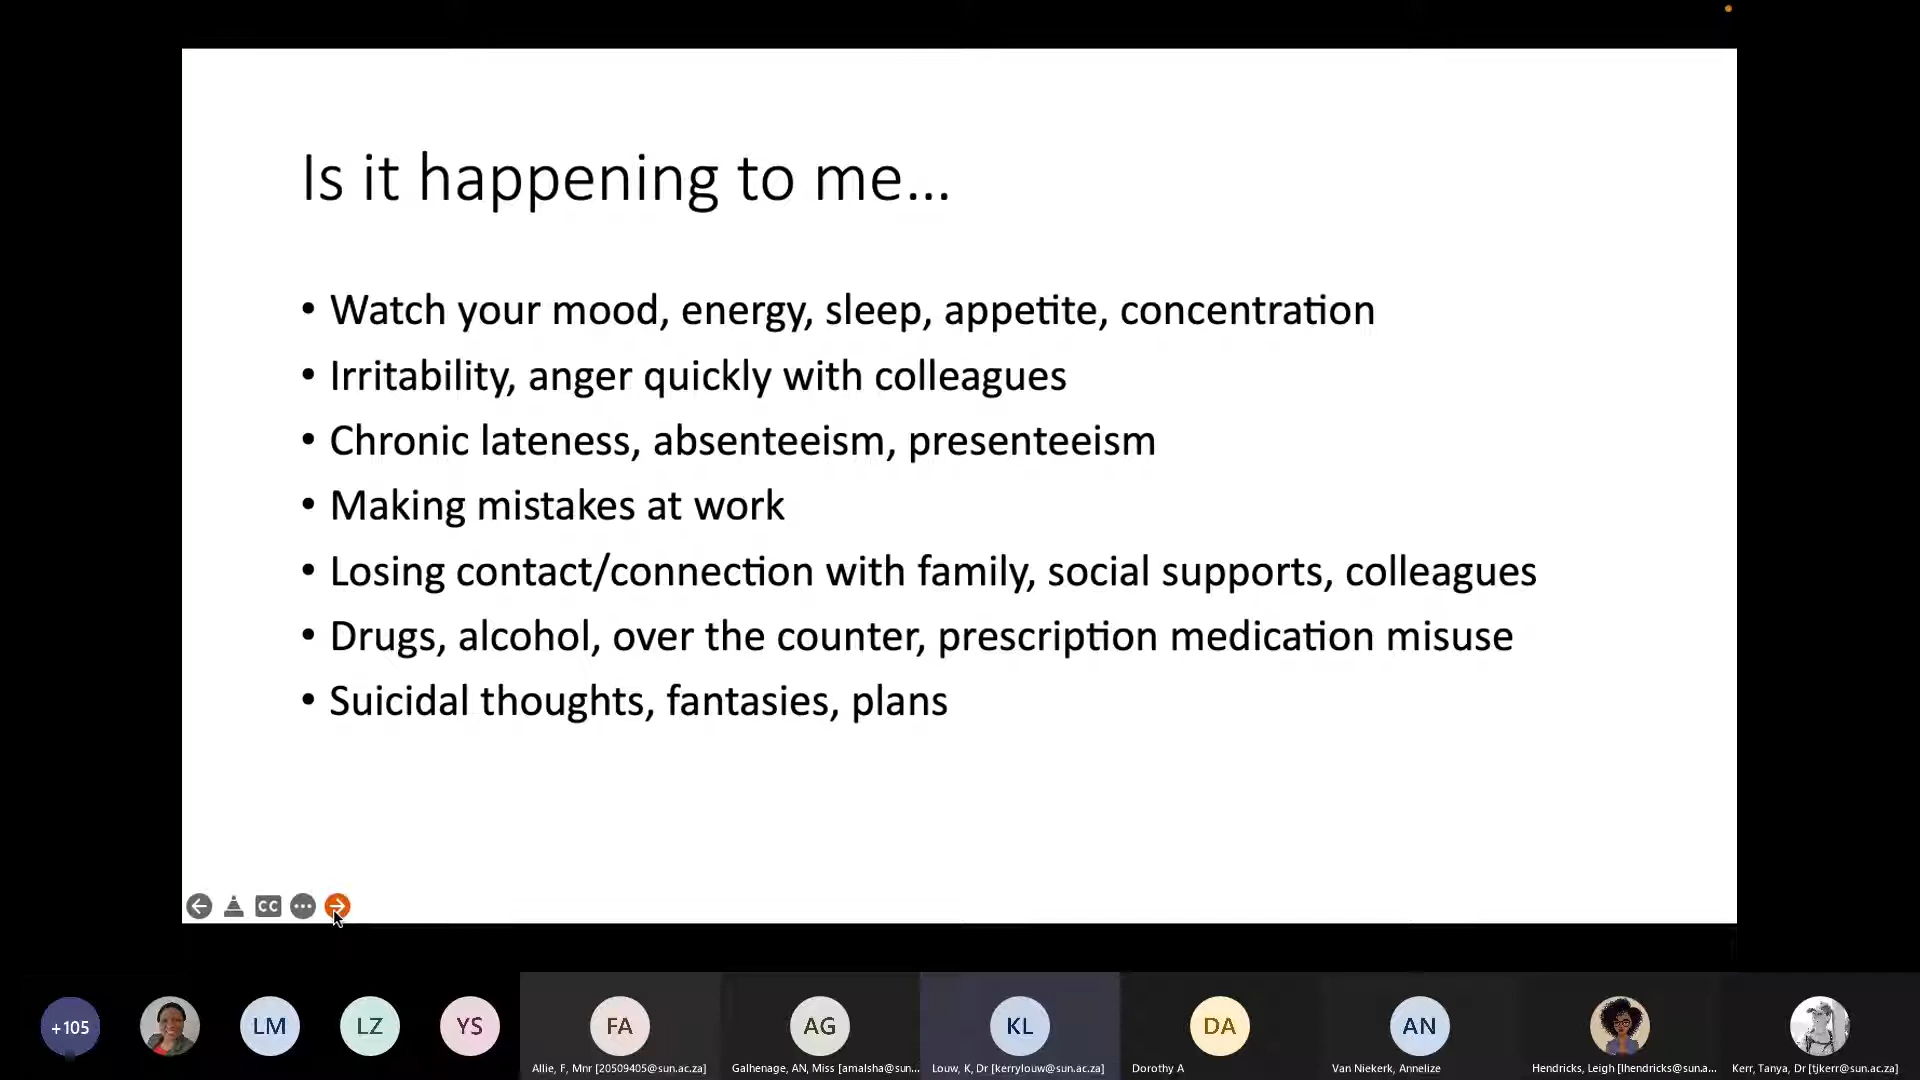 Is it happening to me...
• Watch your mood, energy, sleep, appetite, concentration
• Irritability, anger quickly with colleagues
• Chronic lateness, absenteeism, presenteeism
• Making mistakes at work
• Losing contact/connection with family, social supports, colleagues
• Drugs, alcohol, over the counter, prescription medication misuse
• Suicidal thoughts, fantasies, plans
CC
+105
LM
LZ
YS
FA
AG
KL
DA
AN
Allie, F, Mnr [20509405@sun.ac.za]
Galhenage, AN, Miss [amalsha@sun...
Louw, K, Dr [kerrylouw@sun.ac.za]
Dorothy A
Van Niekerk, Annelize
Hendricks, Leigh [lhendricks@sun.a...
Kerr, Tanya, Dr [tjkerr@sun.ac.za]